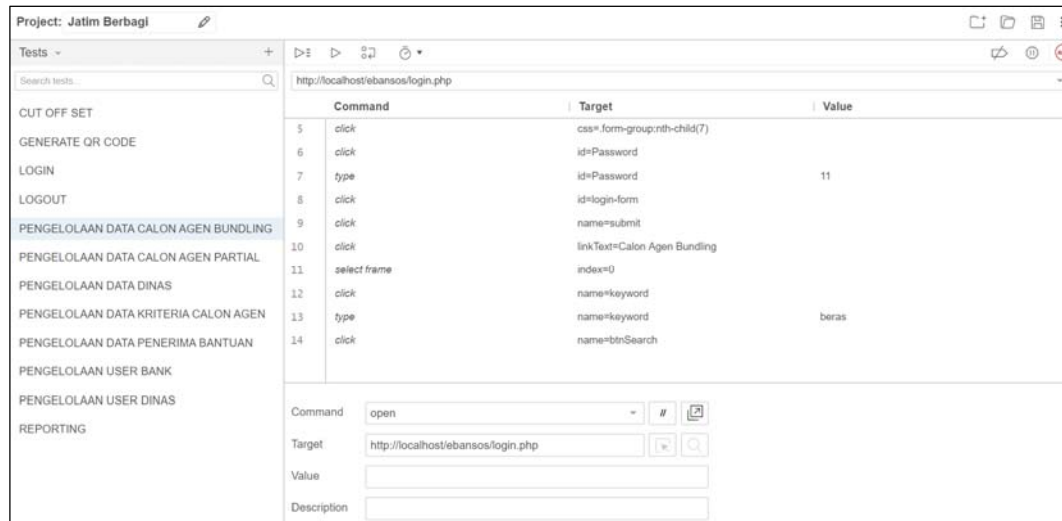 Project: Jatim Berbagi
Tests
Search tests...
CUT OFF SET
GENERATE QR CODE
LOGIN
LOGOUT
PENGELOLAAN DATA CALON AGEN BUNDLING
PENGELOLAAN DATA CALON AGEN PARTIAL
PENGELOLAAN DATA DINAS
PENGELOLAAN DATA KRITERIA CALON AGEN
PENGELOLAAN DATA PENERIMA BANTUAN
PENGELOLAAN USER BANK
PENGELOLAAN USER DINAS
REPORTING
http://localhost/ebansos/login.php
Command Target Value
5 click css=.form-group:nth-child(7)
6 click id=Password
7 type id=Password 11
8 click id=login-form
9 click name=submit
10 click linkText=Calon Agen Bundling
11 select frame index=0
12 click name=keyword
13 type name=keyword beras
14 click name=btnSearch
Command open //
Target http://localhost/ebansos/login.php
Value
Description